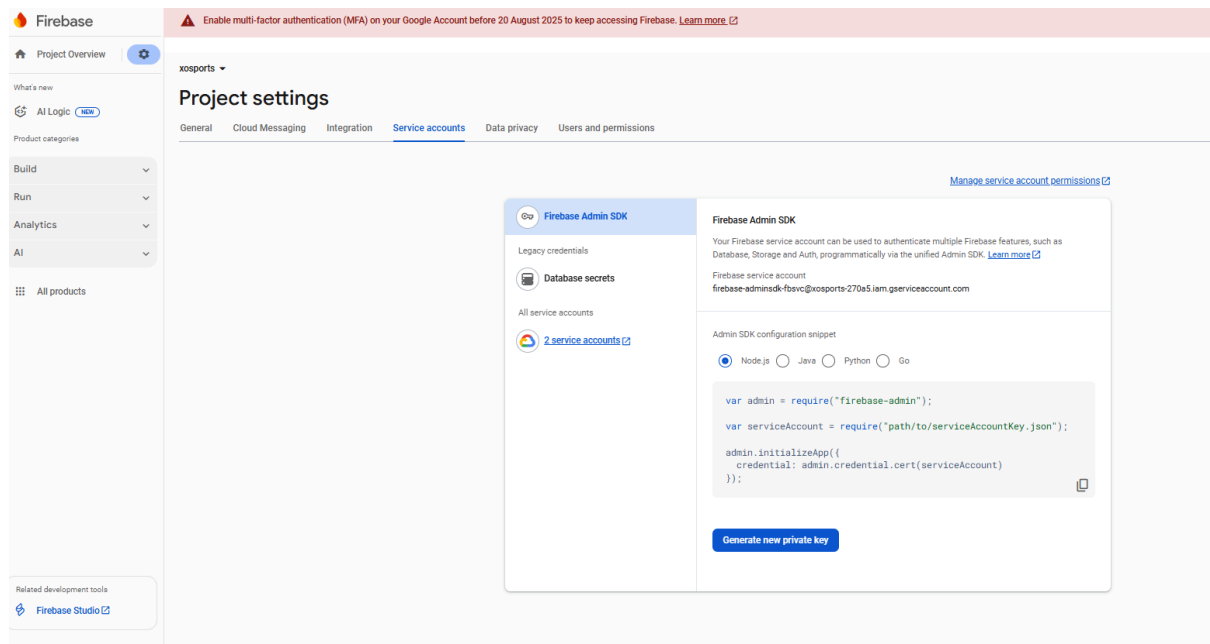 Firebase
Enable multi-factor authentication (MFA) on your Google Account before 20 August 2025 to keep accessing Firebase. Learn more
Project Overview
What's new
AI Logic NEW
Product categories
Build
Run
Analytics
AI
All products
Related development tools
Firebase Studio
xosports
Project settings
General Cloud Messaging Integration Service accounts Data privacy Users and permissions
Manage service account permissions
Firebase Admin SDK
Legacy credentials
Database secrets
All service accounts
2 service accounts
Firebase Admin SDK
Your Firebase service account can be used to authenticate multiple Firebase features, such as
Database, Storage and Auth, programmatically via the unified Admin SDK. Learn more
Firebase service account
firebase-adminsdk-fbsvc@xosports-270a5.iam.gserviceaccount.com
Admin SDK configuration snippet
Node.js Java Python Go
var admin = require("firebase-admin");
var serviceAccount = require("path/to/serviceAccountKey.json");
admin.initializeApp({
credential: admin.credential.cert(serviceAccount)
});
Generate new private key